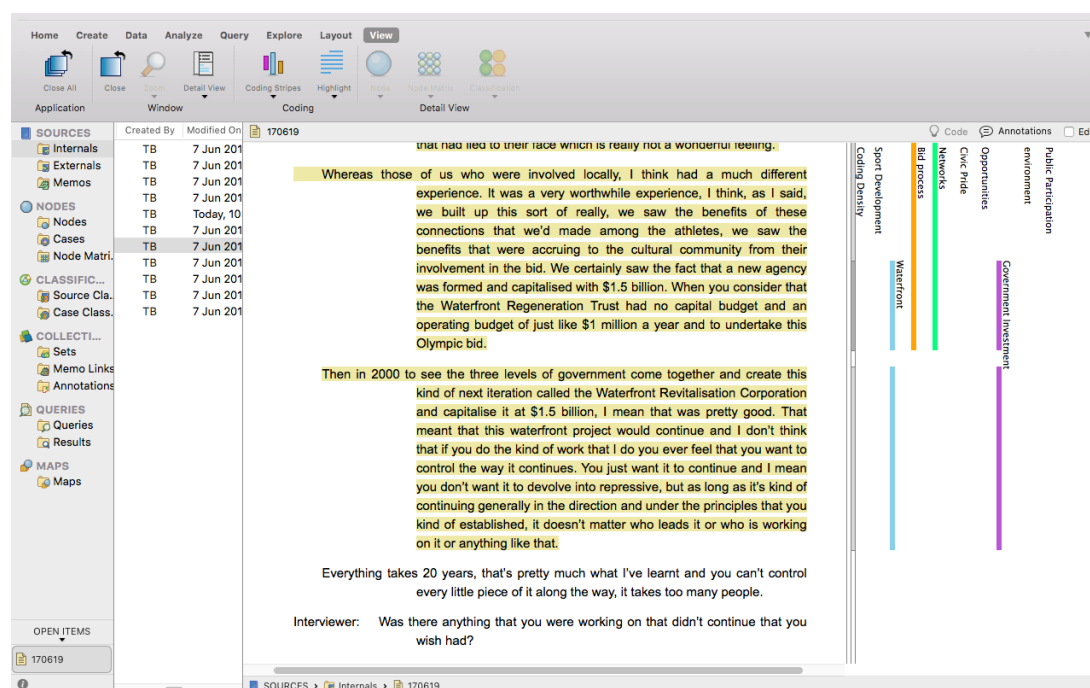 Home Create Data Analyze Query Explore Layout View
Close All Close Zoom Detail View Coding Stripes Highlight Node Node Matrix Classification
Application Window Coding Detail View
SOURCES
Internals
Externals
Memos
NODES
Nodes
Cases
Node Matri.
CLASSIFIC...
Source Cla.
Case Class.
COLLECTI...
Sets
Memo Links
Annotations
QUERIES
Queries
Results
MAPS
Maps
OPEN ITEMS
170619
Created By Modified On
TB 7 Jun 201
TB 7 Jun 201
TB 7 Jun 201
TB 7 Jun 201
TB Today, 10
TB 7 Jun 201
TB 7 Jun 201
TB 7 Jun 201
TB 7 Jun 201
TB 7 Jun 201
TB 7 Jun 201
170619
Code Annotations Ed
that had lied to their face which is really not a wonderful feeling.
Whereas those of us who were involved locally, I think had a much different
experience. It was a very worthwhile experience, I think, as I said,
we built up this sort of really, we saw the benefits of these
connections that we'd made among the athletes, we saw the
benefits that were accruing to the cultural community from their
involvement in the bid. We certainly saw the fact that a new agency
was formed and capitalised with $1.5 billion. When you consider that
the Waterfront Regeneration Trust had no capital budget and an
operating budget of just like $1 million a year and to undertake this
Olympic bid.
Then in 2000 to see the three levels of government come together and create this
kind of next iteration called the Waterfront Revitalisation Corporation
and capitalise it at $1.5 billion, I mean that was pretty good. That
meant that this waterfront project would continue and I don't think
that if you do the kind of work that I do you ever feel that you want to
control the way it continues. You just want it to continue and I mean
you don't want it to devolve into repressive, but as long as it's kind of
continuing generally in the direction and under the principles that you
kind of established, it doesn't matter who leads it or who is working
on it or anything like that.
Everything takes 20 years, that's pretty much what I've learnt and you can't control
every little piece of it along the way, it takes too many people.
Interviewer: Was there anything that you were working on that didn't continue that you
wish had?
Coding Density
Sport Development
Waterfront
Bid process
Networks
Civic Pride
Opportunities
Government Investment
environment
Public Participation
SOURCES › Internals › 170619